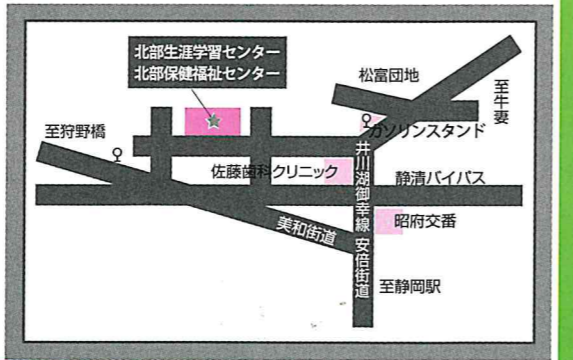 北部生涯学習センター
北部保健福祉センター
松富団地
至牛妻
至狩野橋
ガソリンスタンド
佐藤歯科クリニック
井川湖御幸線
静清バイパス
美和街道
昭府交番
安倍街道
至静岡駅